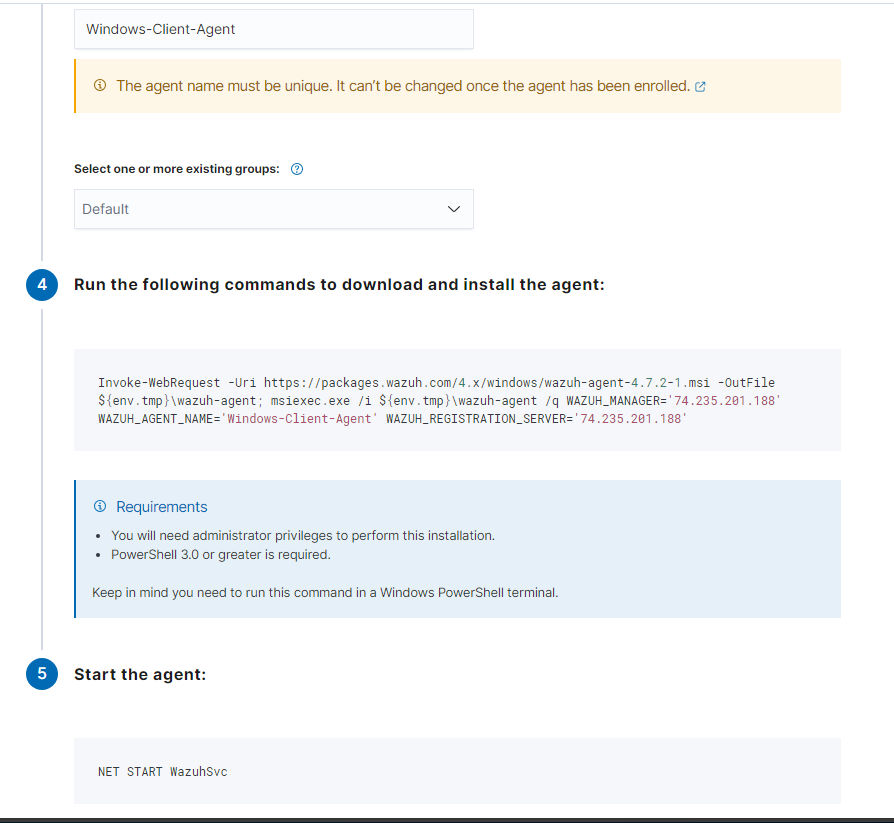 Windows-Client-Agent
The agent name must be unique. It can’t be changed once the agent has been enrolled.
Select one or more existing groups:
Default
4 Run the following commands to download and install the agent:
Invoke-WebRequest -Uri https://packages.wazuh.com/4.x/windows/wazuh-agent-4.7.2-1.msi -OutFile
${env.tmp}\wazuh-agent; msiexec.exe /i ${env.tmp}\wazuh-agent /q WAZUH_MANAGER='74.235.201.188'
WAZUH_AGENT_NAME='Windows-Client-Agent' WAZUH_REGISTRATION_SERVER='74.235.201.188'
Requirements
• You will need administrator privileges to perform this installation.
• PowerShell 3.0 or greater is required.
Keep in mind you need to run this command in a Windows PowerShell terminal.
5 Start the agent:
NET START WazuhSvc